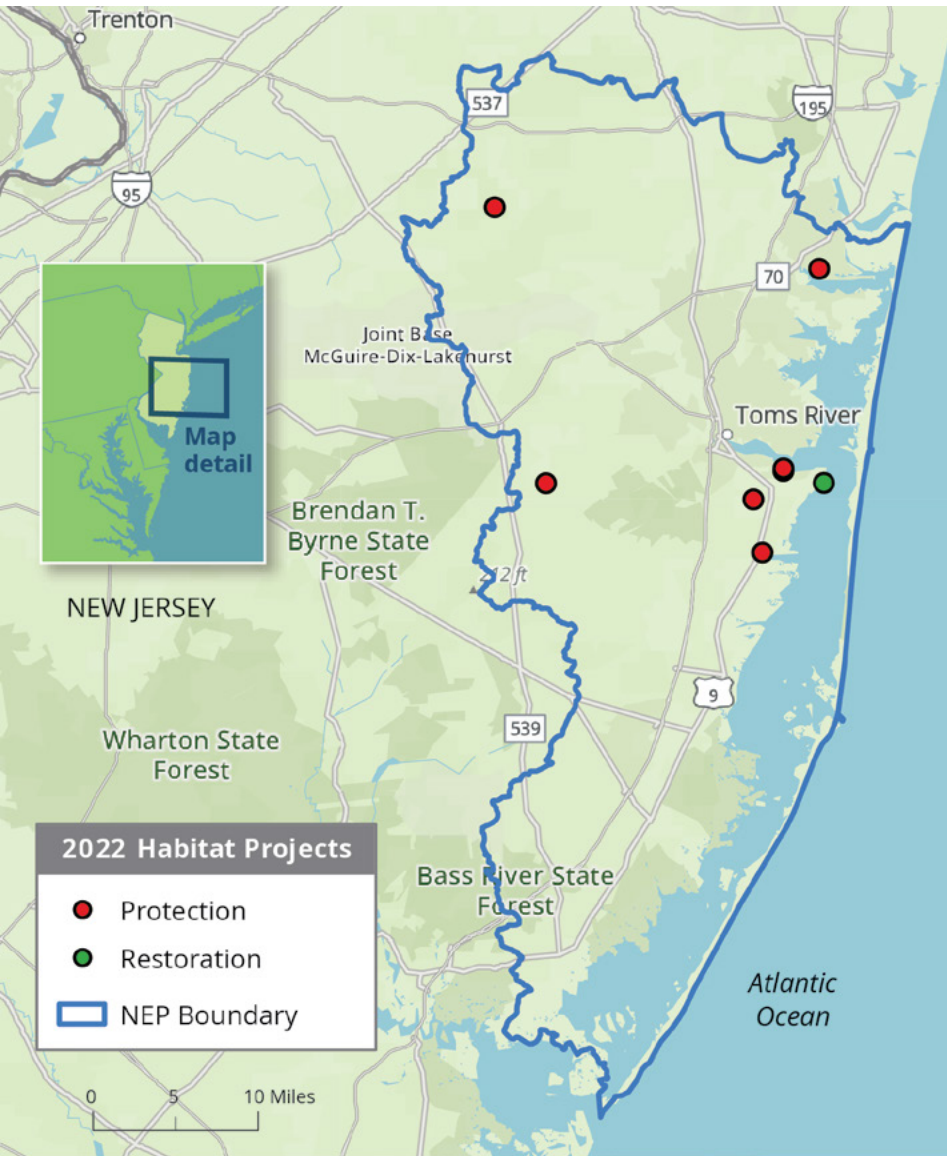 Trenton
537
195
95
70
Joint Base
McGuire-Dix-Lakehurst
Map
detail
Toms River
Brendan T.
Byrne State
Forest
212 ft
NEW JERSEY
9
539
Wharton State
Forest
2022 Habitat Projects
Protection
Restoration
NEP Boundary
Bass River State
Forest
Atlantic
Ocean
0 5 10 Miles